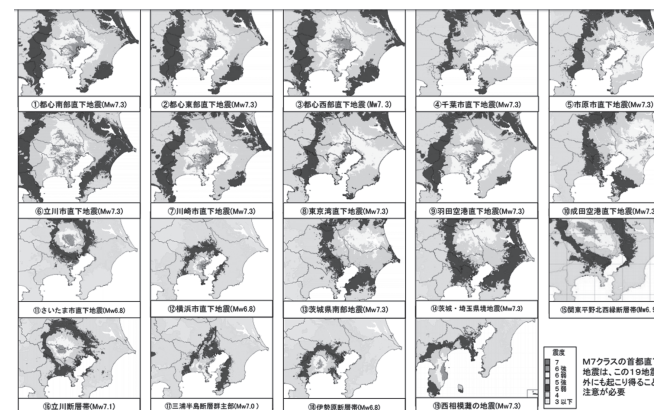 ①都心南部直下地震(Mw7.3)
②都心東部直下地震(Mw7.3)
③都心西部直下地震(Mw7.3)
④千葉市直下地震(Mw7.3)
⑤市原市直下地震(Mw7.3)
⑥立川市直下地震(Mw7.3)
⑦川崎市直下地震(Mw7.3)
⑧東京湾直下地震(Mw7.3)
⑨羽田空港直下地震(Mw7.3)
⑩成田空港直下地震(Mw7.3
⑪さいたま市直下地震(Mw6.8)
⑫横浜市直下地震(Mw6.8)
⑬茨城県南部地震(Mw7.3)
⑭茨城・埼玉県境地震(Mw7.3)
⑮関東平野北西縁断層帯(Mw6.9
⑯立川断層帯(Mw7.1)
⑰三浦半島断層群主部(Mw7.0)
⑱伊勢原断層帯(Mw6.8)
⑲西相模灘の地震(Mw7.3)
震度
7
6強
6弱
5強
5弱
4
3以下
M7クラスの首都直下
地震は、この19地震
外にも起こり得ること
注意が必要